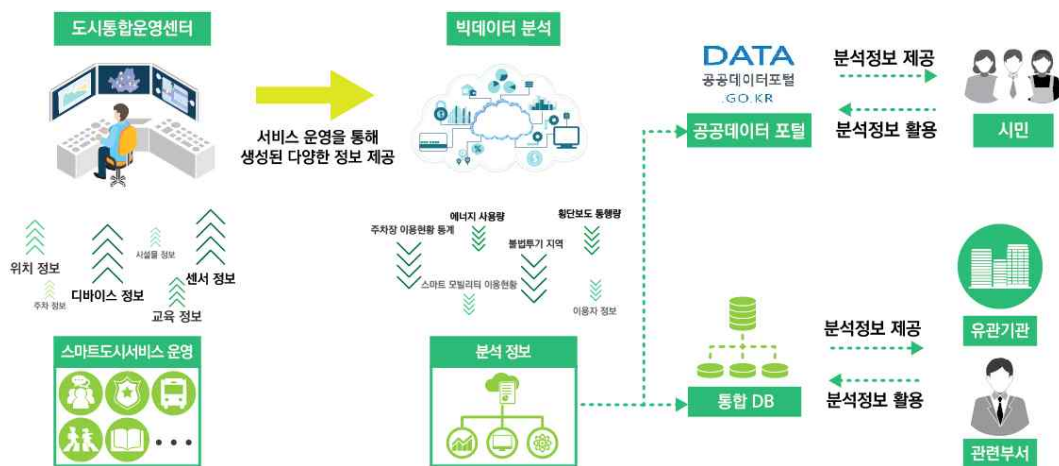 도시통합운영센터
빅데이터 분석
서비스 운영을 통해
생성된 다양한 정보 제공
DATA
공공데이터포털
.GO.KR
공공데이터 포털
분석정보 제공
분석정보 활용
시민
위치 정보
주차 정보
디바이스 정보
시설물 정보
교육 정보
센서 정보
주차장 이용현황 통계
에너지 사용량
횡단보도 통행량
불법투기 지역
스마트 모빌리티 이용현황
이용자 정보
스마트도시서비스 운영
분석 정보
통합 DB
분석정보 제공
분석정보 활용
유관기관
관련부서